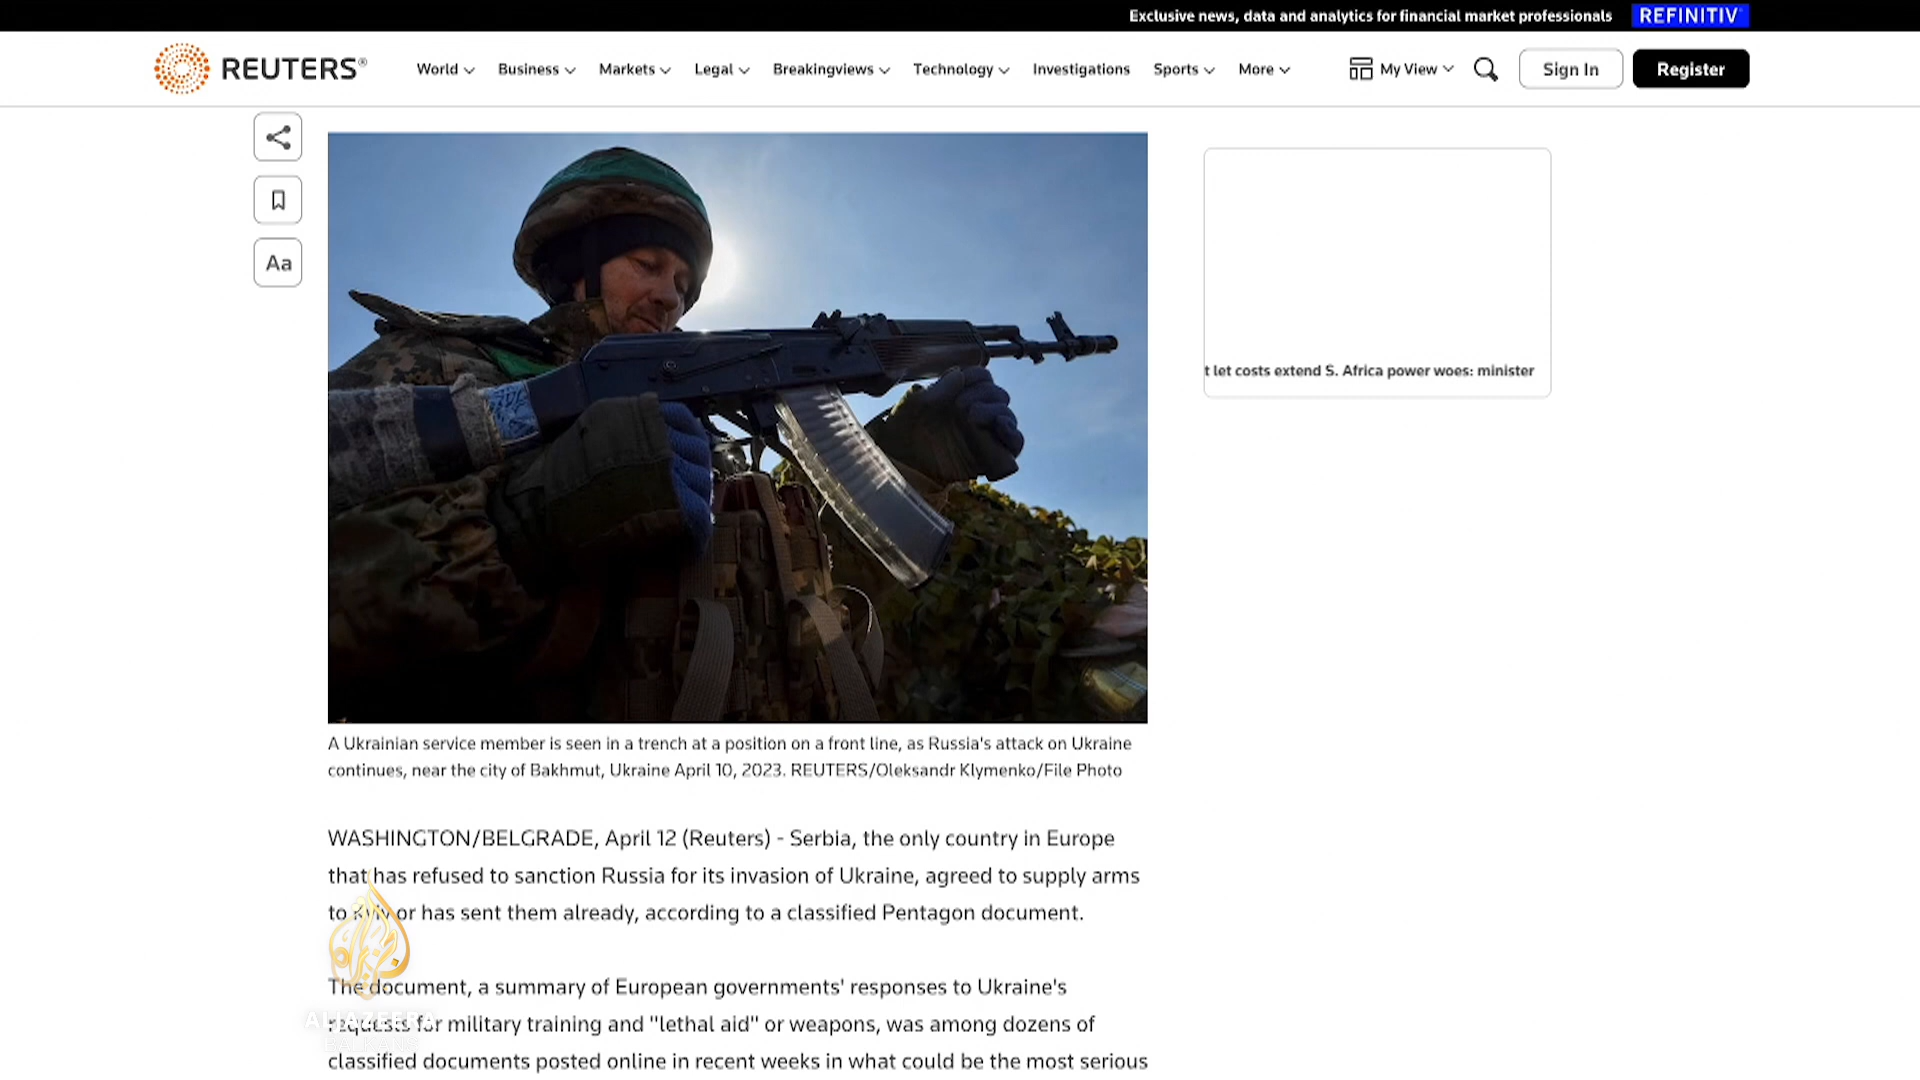 Exclusive news, data and analytics for financial market professionals REFINITIV
REUTERS®
World Business Markets Legal Breakingviews Technology Investigations Sports More My View Sign In Register
Aa
t let costs extend S. Africa power woes: minister
A Ukrainian service member is seen in a trench at a position on a front line, as Russia's attack on Ukraine
continues, near the city of Bakhmut, Ukraine April 10, 2023. REUTERS/Oleksandr Klymenko/File Photo
WASHINGTON/BELGRADE, April 12 (Reuters) - Serbia, the only country in Europe
that has refused to sanction Russia for its invasion of Ukraine, agreed to supply arms
to Kyiv or has sent them already, according to a classified Pentagon document.
The document, a summary of European governments' responses to Ukraine's
requests for military training and "lethal aid" or weapons, was among dozens of
classified documents posted online in recent weeks in what could be the most serious
ALJAZEERA
BALKANS